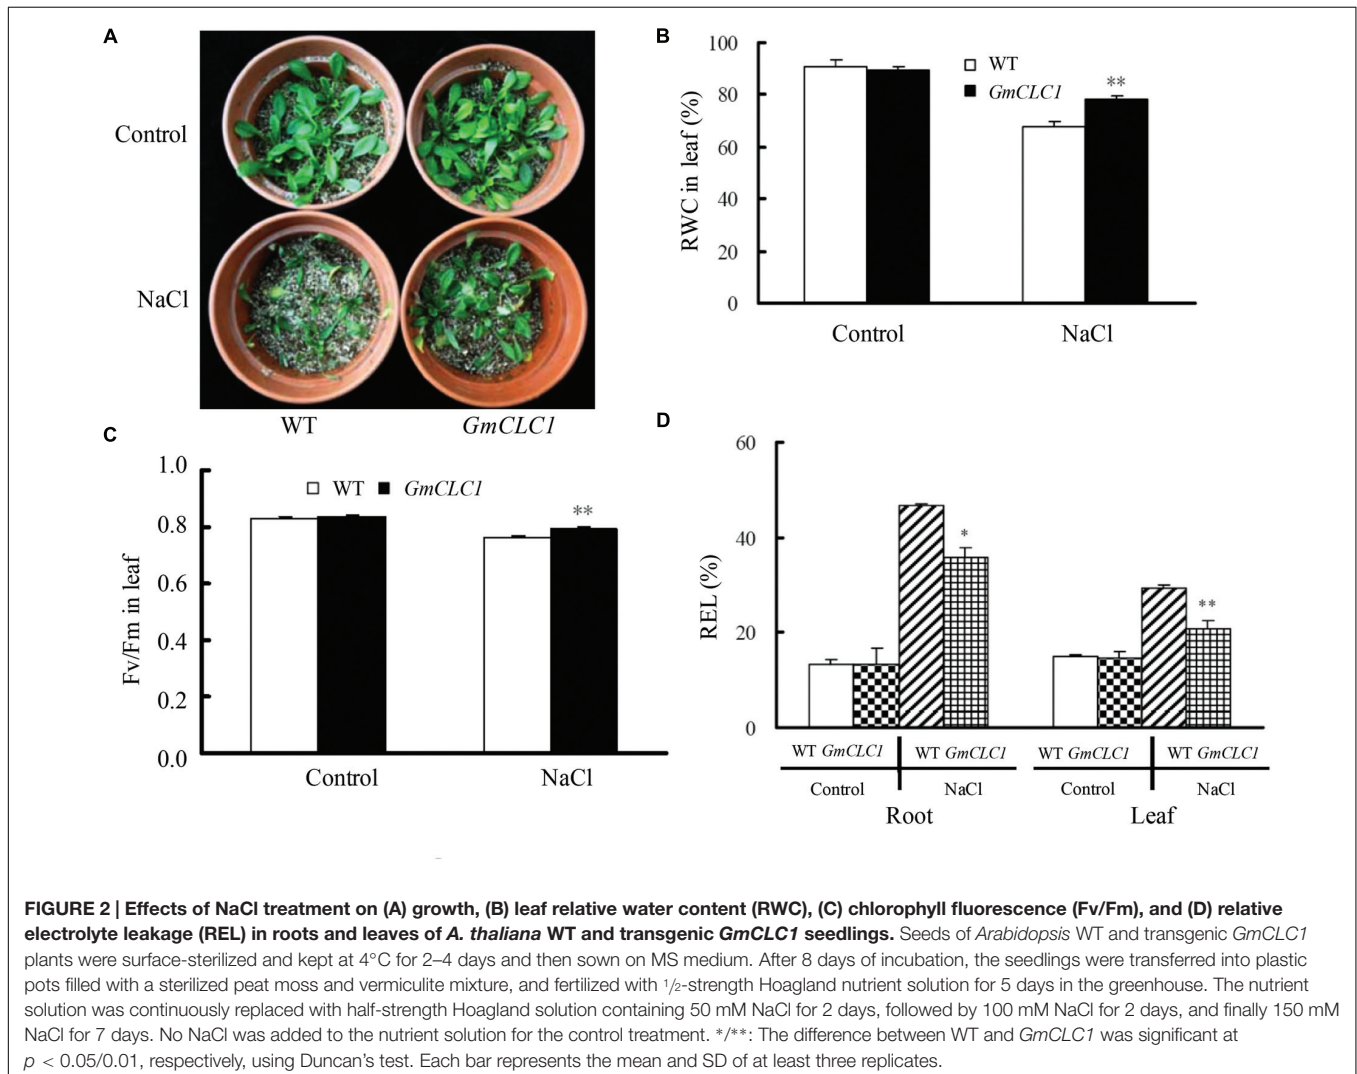 A
Control
NaCl
WT GmCLC1
B
100
80
60
40
20
0
RWC in leaf (%)
WT
GmCLC1
**
Control NaCl
C
1.0
0.8
0.6
0.4
0.2
0.0
Fv/Fm in leaf
WT GmCLC1
**
Control NaCl
D
60
40
20
0
REL (%)
*
**
WT GmCLC1 WT GmCLC1 WT GmCLC1 WT GmCLC1
Control NaCl Control NaCl
Root Leaf
FIGURE 2 | Effects of NaCl treatment on (A) growth, (B) leaf relative water content (RWC), (C) chlorophyll fluorescence (Fv/Fm), and (D) relative
electrolyte leakage (REL) in roots and leaves of A. thaliana WT and transgenic GmCLC1 seedlings. Seeds of Arabidopsis WT and transgenic GmCLC1
plants were surface-sterilized and kept at 4°C for 2–4 days and then sown on MS medium. After 8 days of incubation, the seedlings were transferred into plastic
pots filled with a sterilized peat moss and vermiculite mixture, and fertilized with 1/2-strength Hoagland nutrient solution for 5 days in the greenhouse. The nutrient
solution was continuously replaced with half-strength Hoagland solution containing 50 mM NaCl for 2 days, followed by 100 mM NaCl for 2 days, and finally 150 mM
NaCl for 7 days. No NaCl was added to the nutrient solution for the control treatment. */**: The difference between WT and GmCLC1 was significant at
p < 0.05/0.01, respectively, using Duncan's test. Each bar represents the mean and SD of at least three replicates.